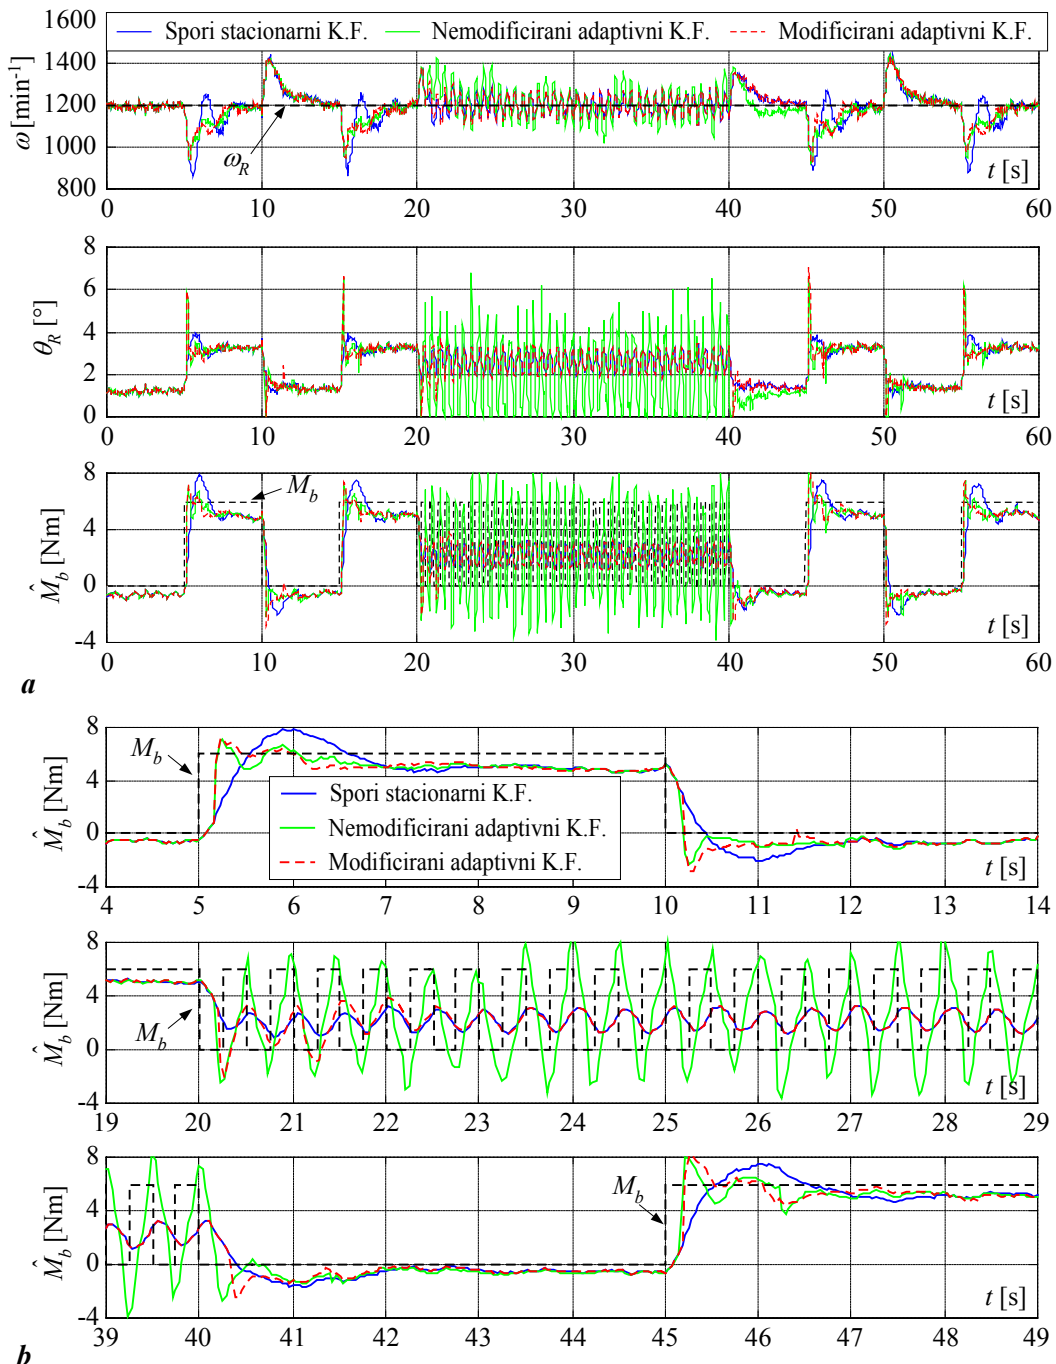 1600
Spori stacionarni K.F. Nemodificirani adaptivni K.F. Modificirani adaptivni K.F.
1400
1200
1000
800
ω [min⁻¹]
ω_R
t [s]
0 10 20 30 40 50 60
8
6
4
2
0
θ_R [°]
t [s]
0 10 20 30 40 50 60
8
4
0
-4
M̂_b [Nm]
M_b
t [s]
0 10 20 30 40 50 60
a
8
4
0
-4
M̂_b [Nm]
M_b
Spori stacionarni K.F.
Nemodificirani adaptivni K.F.
Modificirani adaptivni K.F.
t [s]
4 5 6 7 8 9 10 11 12 13 14
8
4
0
-4
M̂_b [Nm]
M_b
t [s]
19 20 21 22 23 24 25 26 27 28 29
8
4
0
-4
M̂_b [Nm]
M_b
t [s]
39 40 41 42 43 44 45 46 47 48 49
b